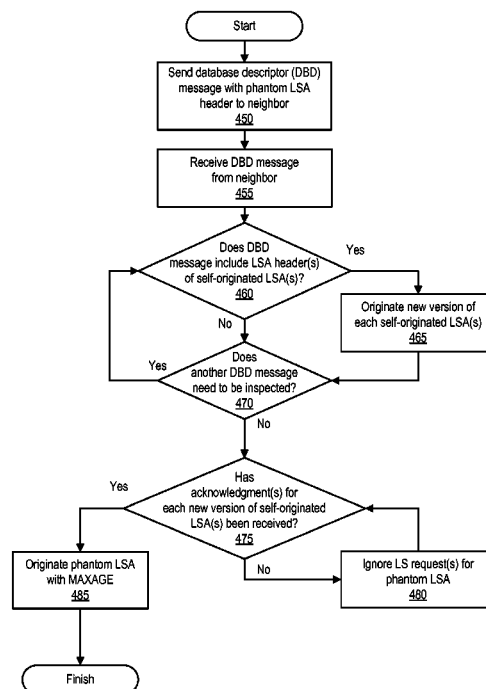 Start
Send database descriptor (DBD)
message with phantom LSA
header to neighbor
450
Receive DBD message
from neighbor
455
Does DBD
message include LSA header(s)
of self-originated LSA(s)?
460
Yes
Originate new version of
each self-originated LSA(s)
465
No
Does
another DBD message
need to be inspected?
470
Yes
No
Has
acknowledgment(s) for
each new version of self-originated
LSA(s) been received?
475
Yes
No
Ignore LS request(s) for
phantom LSA
480
Originate phantom LSA
with MAXAGE
485
Finish